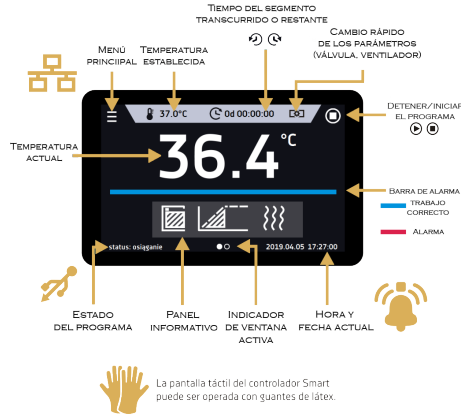 TIEMPO DEL SEGMENTO
TRANSCURRIDO O RESTANTE
CAMBIO RÁPIDO
DE LOS PARÁMETROS
(VÁLVULA, VENTILADOR)
MENÚ
PRINCIIPAL
TEMPERATURA
ESTABLECIDA
DETENER/INICIAR
EL PROGRAMA
37.0°C
0d 00:00:00
TEMPERATURA
ACTUAL
36.4°C
BARRA DE ALARMA
TRABAJO
CORRECTO
ALARMA
status: osiąganie
2019.04.05 17:27:00
ESTADO
DEL PROGRAMA
PANEL
INFORMATIVO
INDICADOR
DE VENTANA
ACTIVA
HORA Y
FECHA ACTUAL
La pantalla táctil del controlador Smart
puede ser operada con guantes de látex.